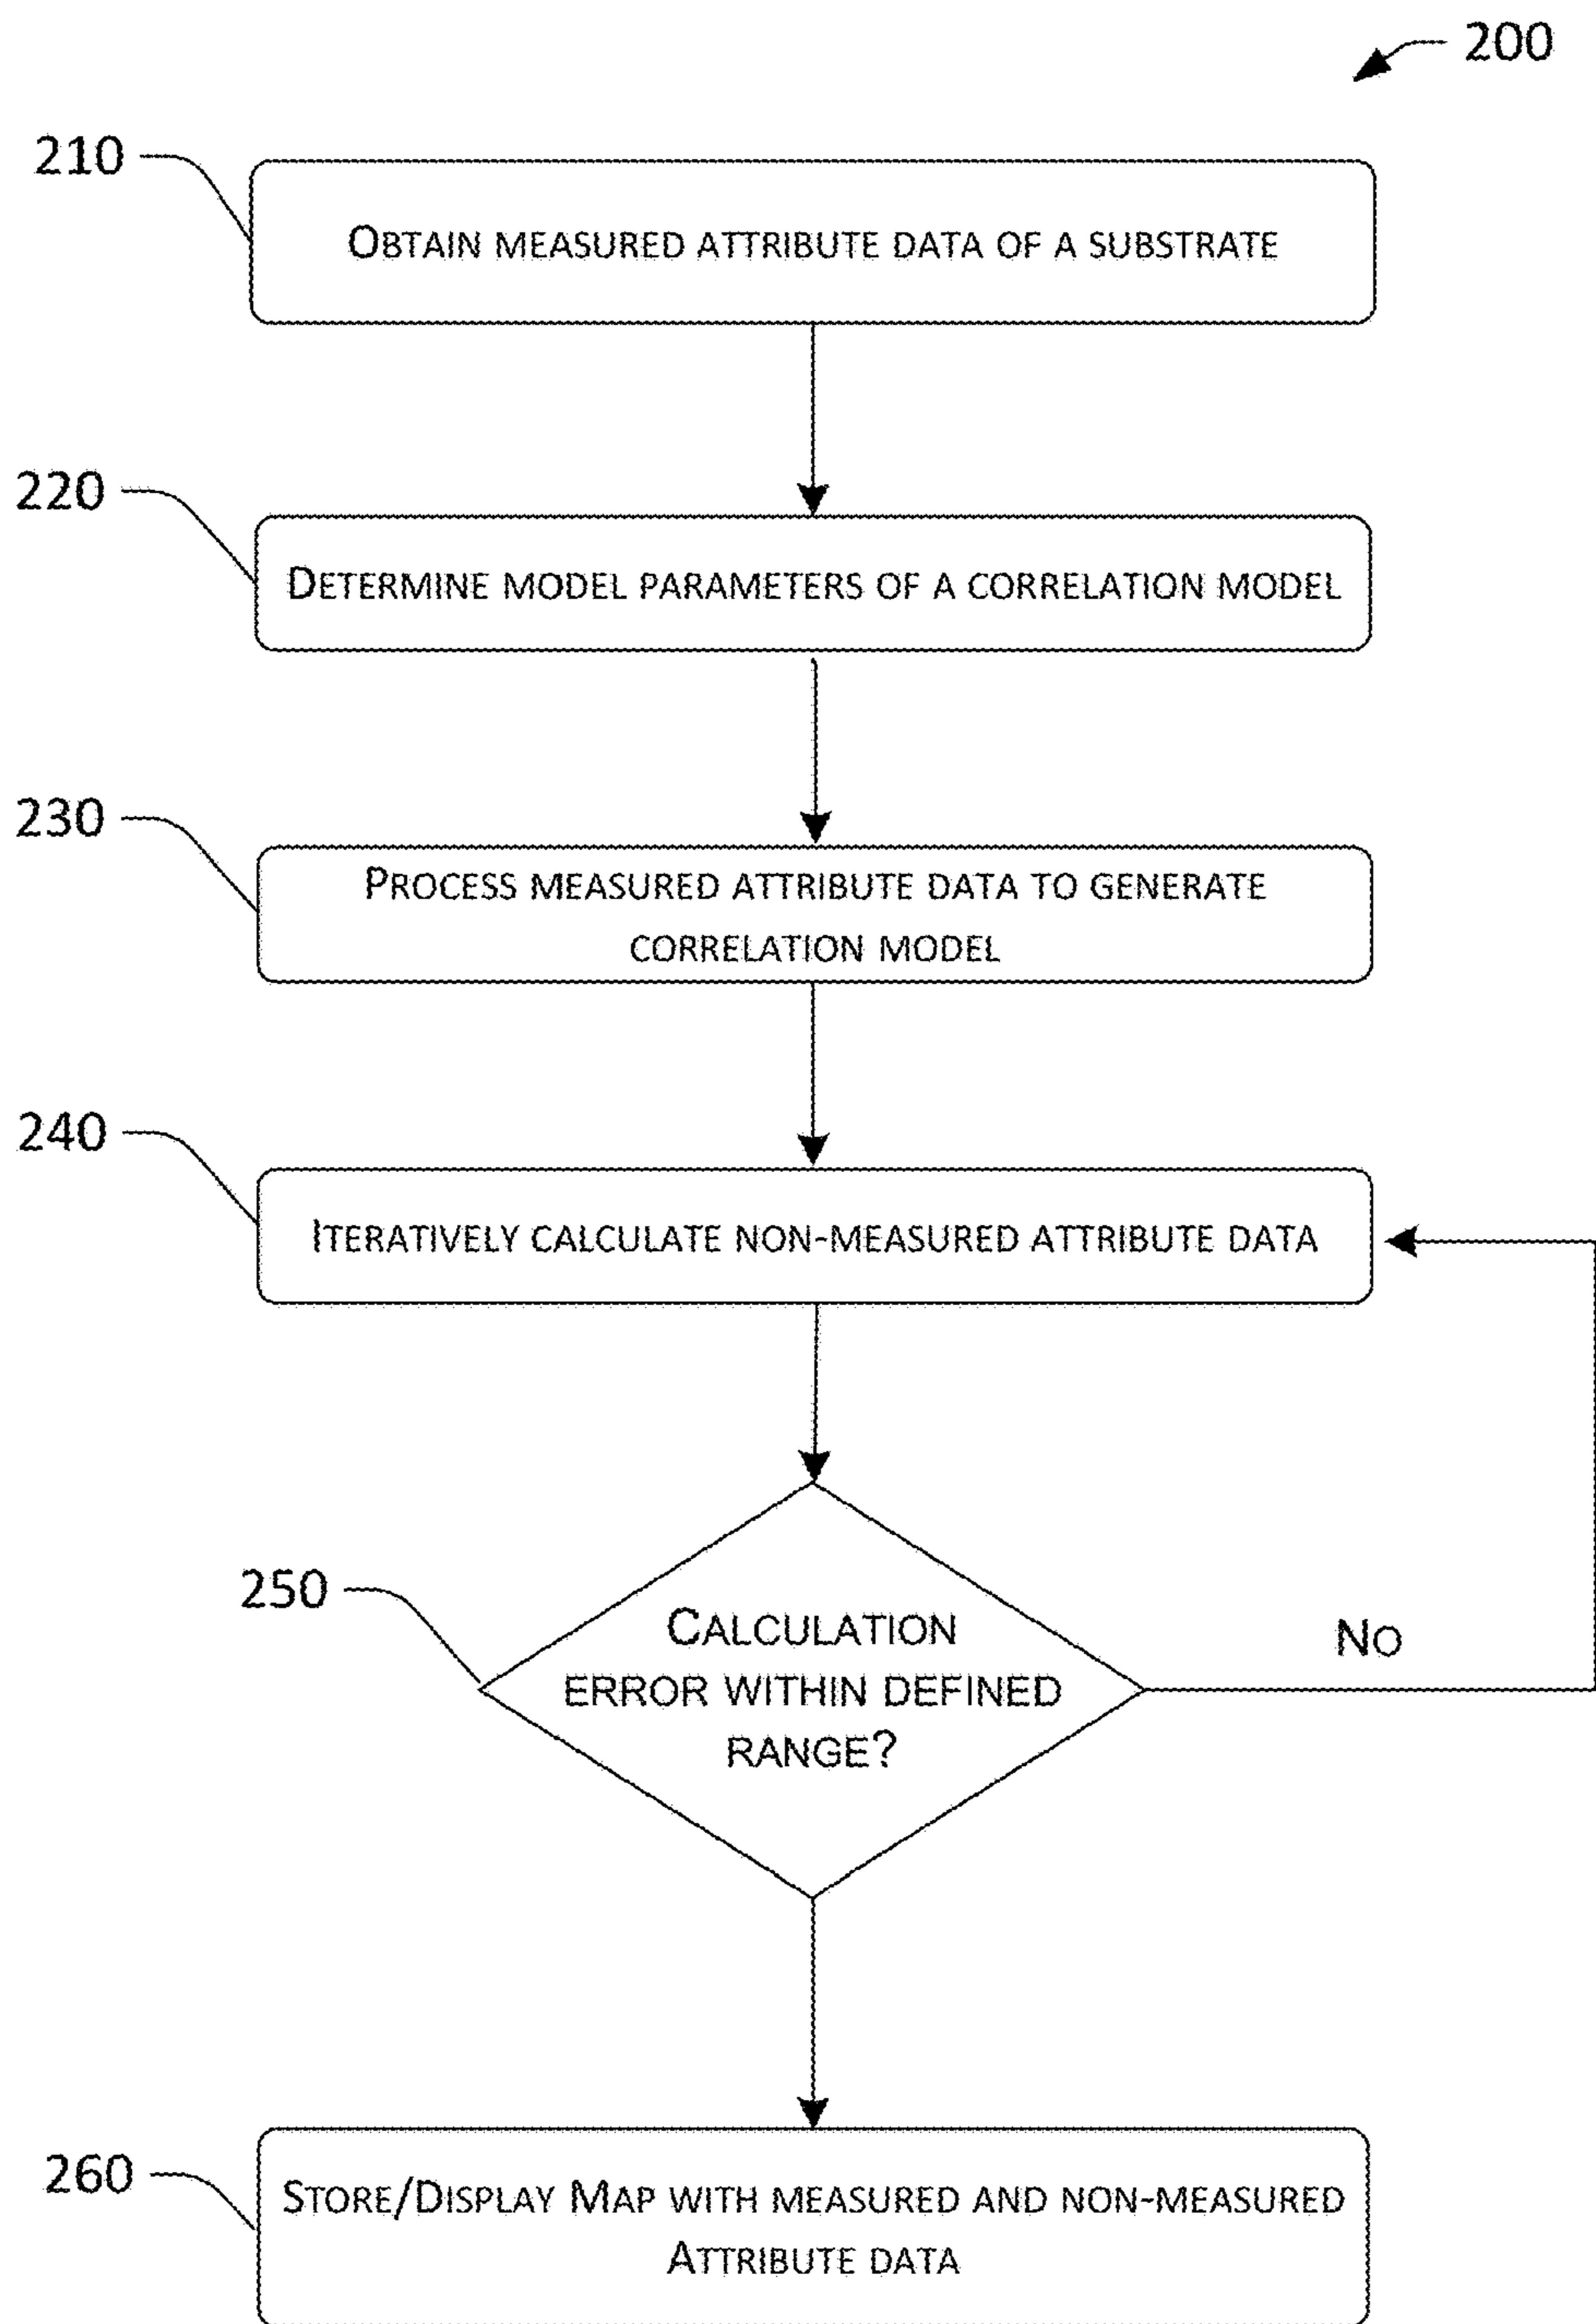 200
210
OBTAIN MEASURED ATTRIBUTE DATA OF A SUBSTRATE
220
DETERMINE MODEL PARAMETERS OF A CORRELATION MODEL
230
PROCESS MEASURED ATTRIBUTE DATA TO GENERATE
CORRELATION MODEL
240
ITERATIVELY CALCULATE NON-MEASURED ATTRIBUTE DATA
250
CALCULATION
ERROR WITHIN DEFINED
RANGE?
NO
260
STORE/DISPLAY MAP WITH MEASURED AND NON-MEASURED
ATTRIBUTE DATA